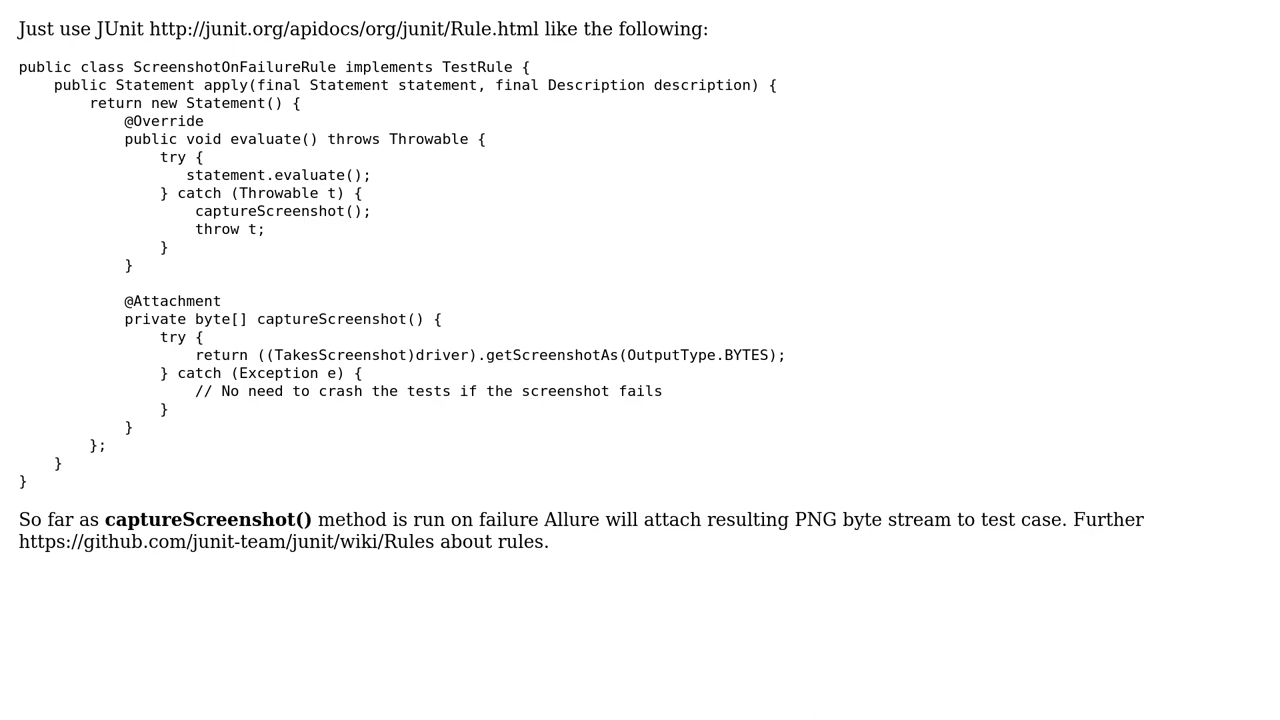 Just use JUnit http://junit.org/apidocs/org/junit/Rule.html like the following:
public class ScreenshotOnFailureRule implements TestRule {
    public Statement apply(final Statement statement, final Description description) {
        return new Statement() {
            @Override
            public void evaluate() throws Throwable {
                try {
                   statement.evaluate();
                } catch (Throwable t) {
                    captureScreenshot();
                    throw t;
                }
            }

            @Attachment
            private byte[] captureScreenshot() {
                try {
                    return ((TakesScreenshot)driver).getScreenshotAs(OutputType.BYTES);
                } catch (Exception e) {
                    // No need to crash the tests if the screenshot fails
                }
            }
        };
    }
}
So far as captureScreenshot() method is run on failure Allure will attach resulting PNG byte stream to test case. Further
https://github.com/junit-team/junit/wiki/Rules about rules.